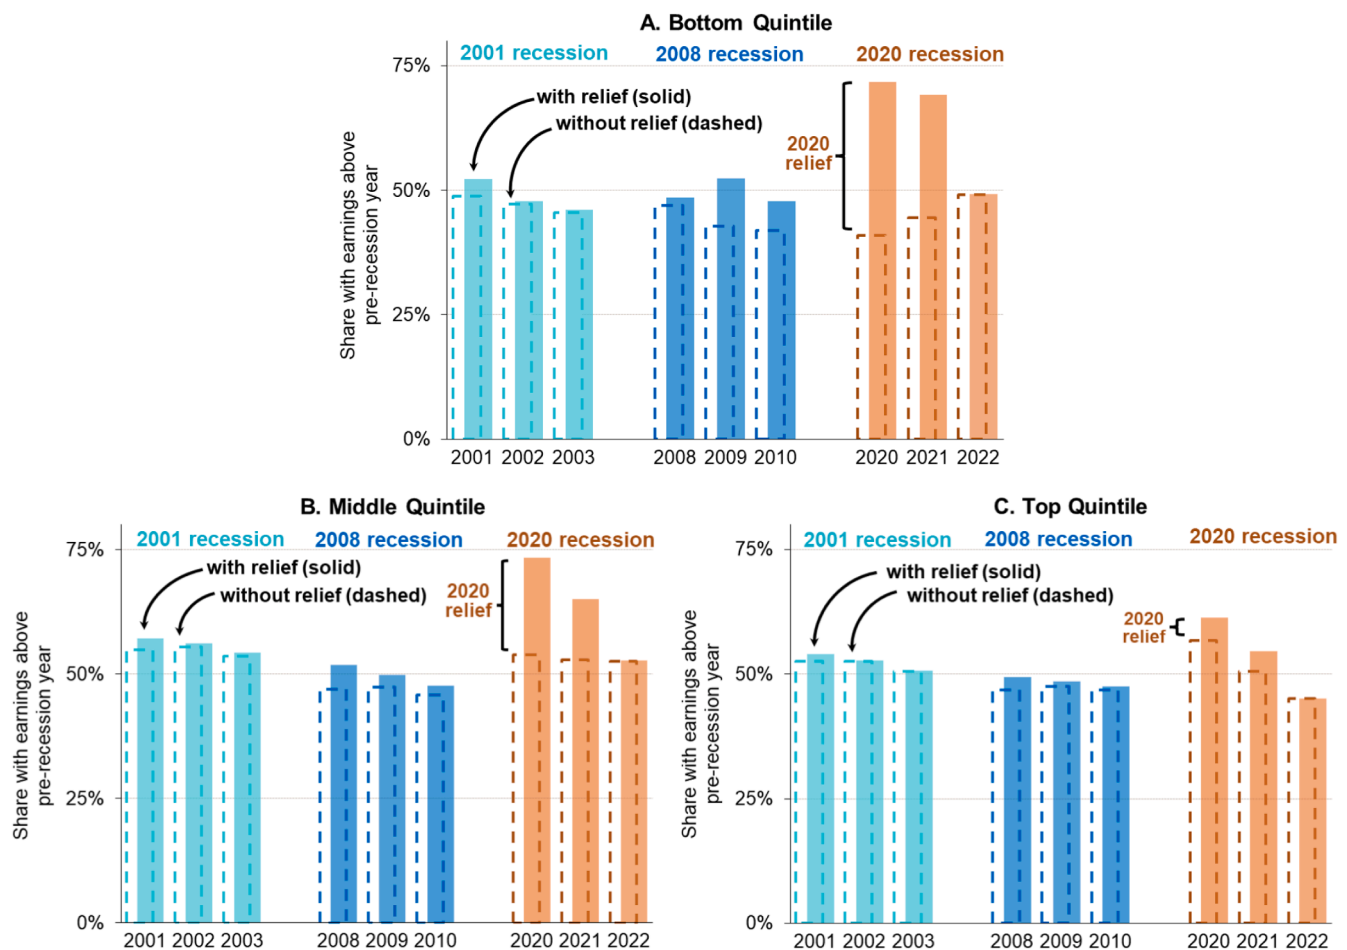 A. Bottom Quintile
2001 recession
2008 recession
2020 recession
75%
50%
25%
0%
Share with earnings above
pre-recession year
with relief (solid)
without relief (dashed)
2020
relief
2001
2002
2003
2008
2009
2010
2020
2021
2022
B. Middle Quintile
2001 recession
2008 recession
2020 recession
75%
50%
25%
0%
Share with earnings above
pre-recession year
with relief (solid)
without relief (dashed)
2020
relief
2001
2002
2003
2008
2009
2010
2020
2021
2022
C. Top Quintile
2001 recession
2008 recession
2020 recession
75%
50%
25%
0%
Share with earnings above
pre-recession year
with relief (solid)
without relief (dashed)
2020
relief
2001
2002
2003
2008
2009
2010
2020
2021
2022